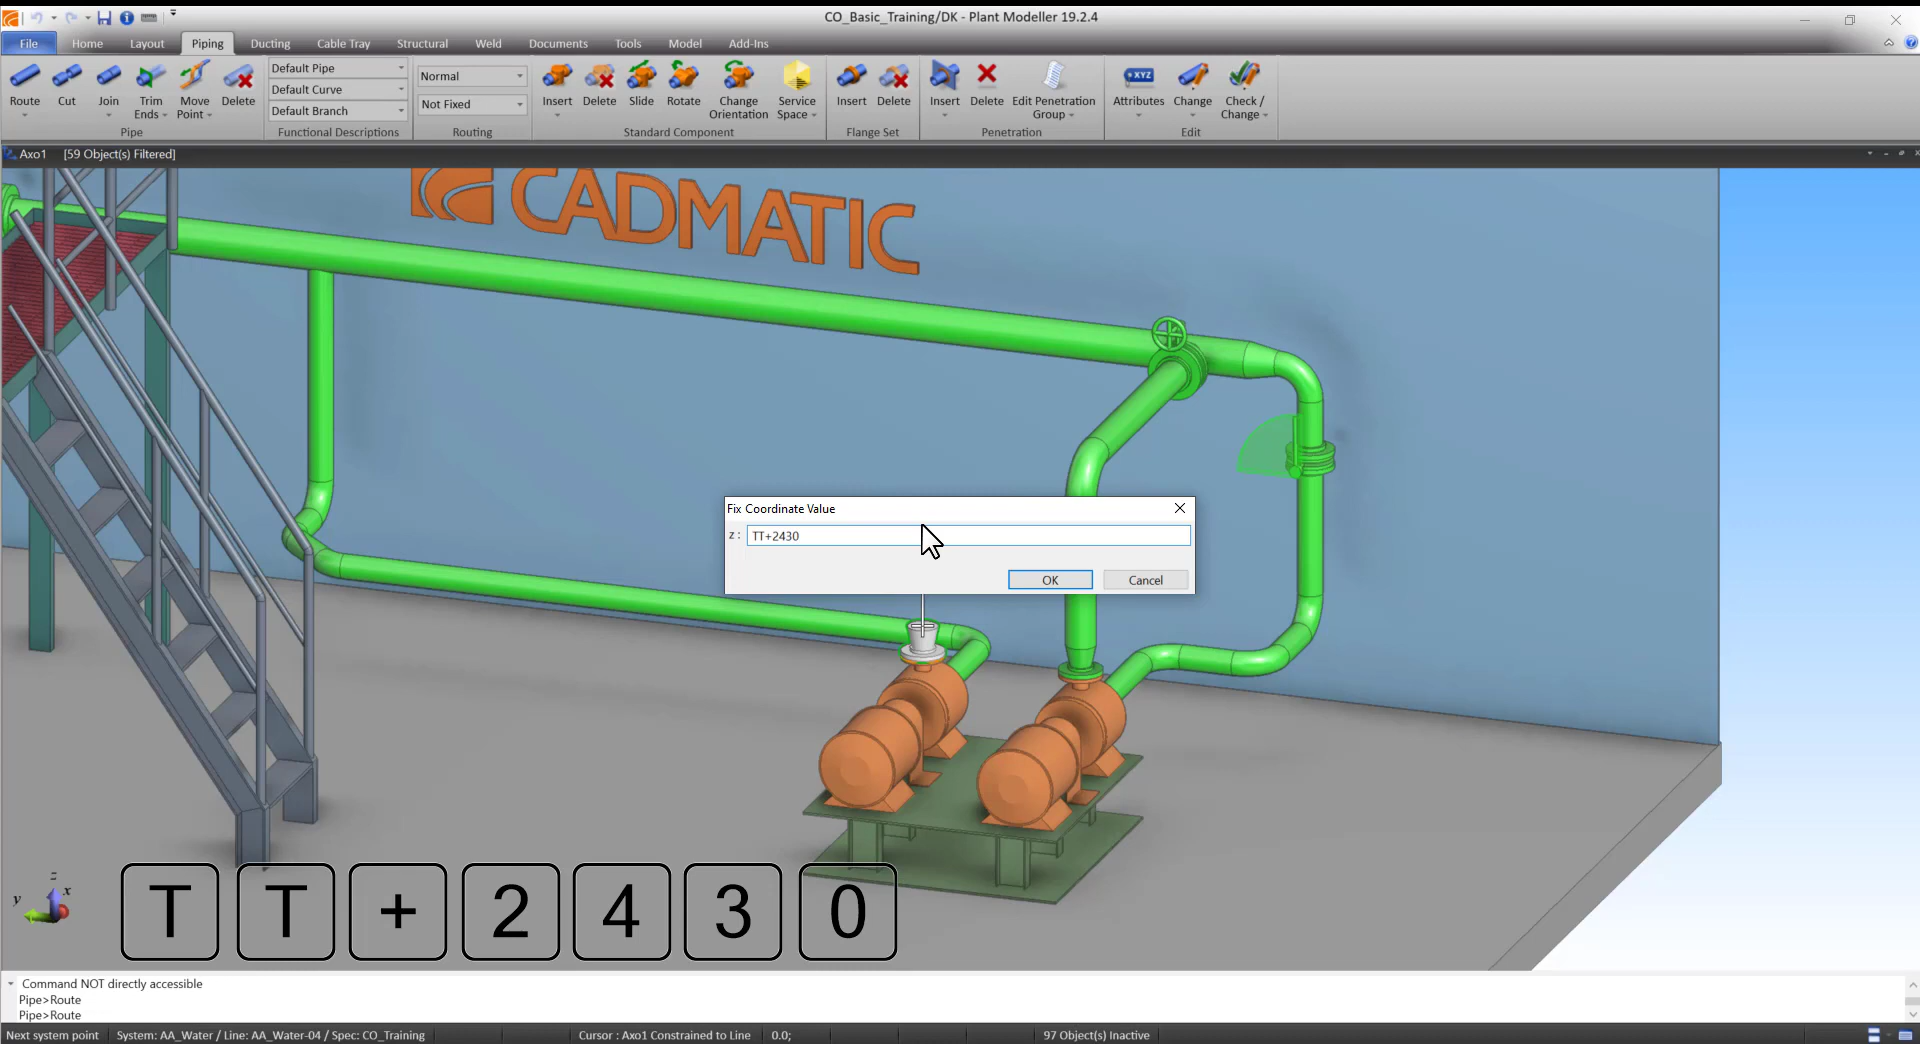 CO_Basic_Training/DK - Plant Modeller 19.2.4
File Home Layout Piping Ducting Cable Tray Structural Weld Documents Tools Model Add-Ins
Route
Cut
Join
Trim
Ends
Move
Point
Delete
Pipe
Default Pipe
Default Curve
Default Branch
Functional Descriptions
Normal
Not Fixed
Routing
Insert
Delete
Slide
Rotate
Change
Orientation
Service
Space
Standard Component
XYZ
Insert
Delete
Flange Set
Insert
Delete
Edit Penetration
Group
Penetration
Attributes
Change
Check /
Change
Edit
Axo1 [59 Object(s) Filtered]
CADMATIC
Fix Coordinate Value
z: TT+2430
OK
Cancel
z
y
x
T T + 2 4 3 0
Command NOT directly accessible
Pipe>Route
Pipe>Route
Next system point System: AA_Water / Line: AA_Water-04 / Spec: CO_Training Cursor : Axo1 Constrained to Line 0.0; 97 Object(s) Inactive